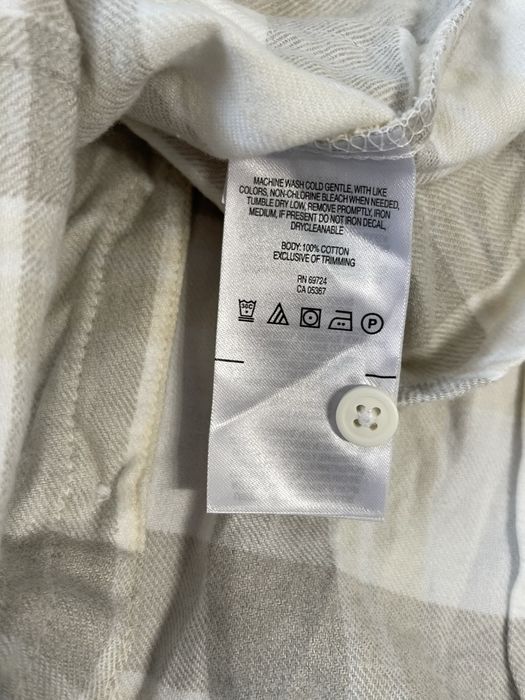 MACHINE WASH COLD GENTLE, WITH LIKE
COLORS, NON-CHLORINE BLEACH WHEN NEEDED,
TUMBLE DRY LOW, REMOVE PROMPTLY, IRON
MEDIUM, IF PRESENT DO NOT IRON DECAL,
DRYCLEANABLE
BODY: 100% COTTON
EXCLUSIVE OF TRIMMING
RN 69724
CA 05367
30C P